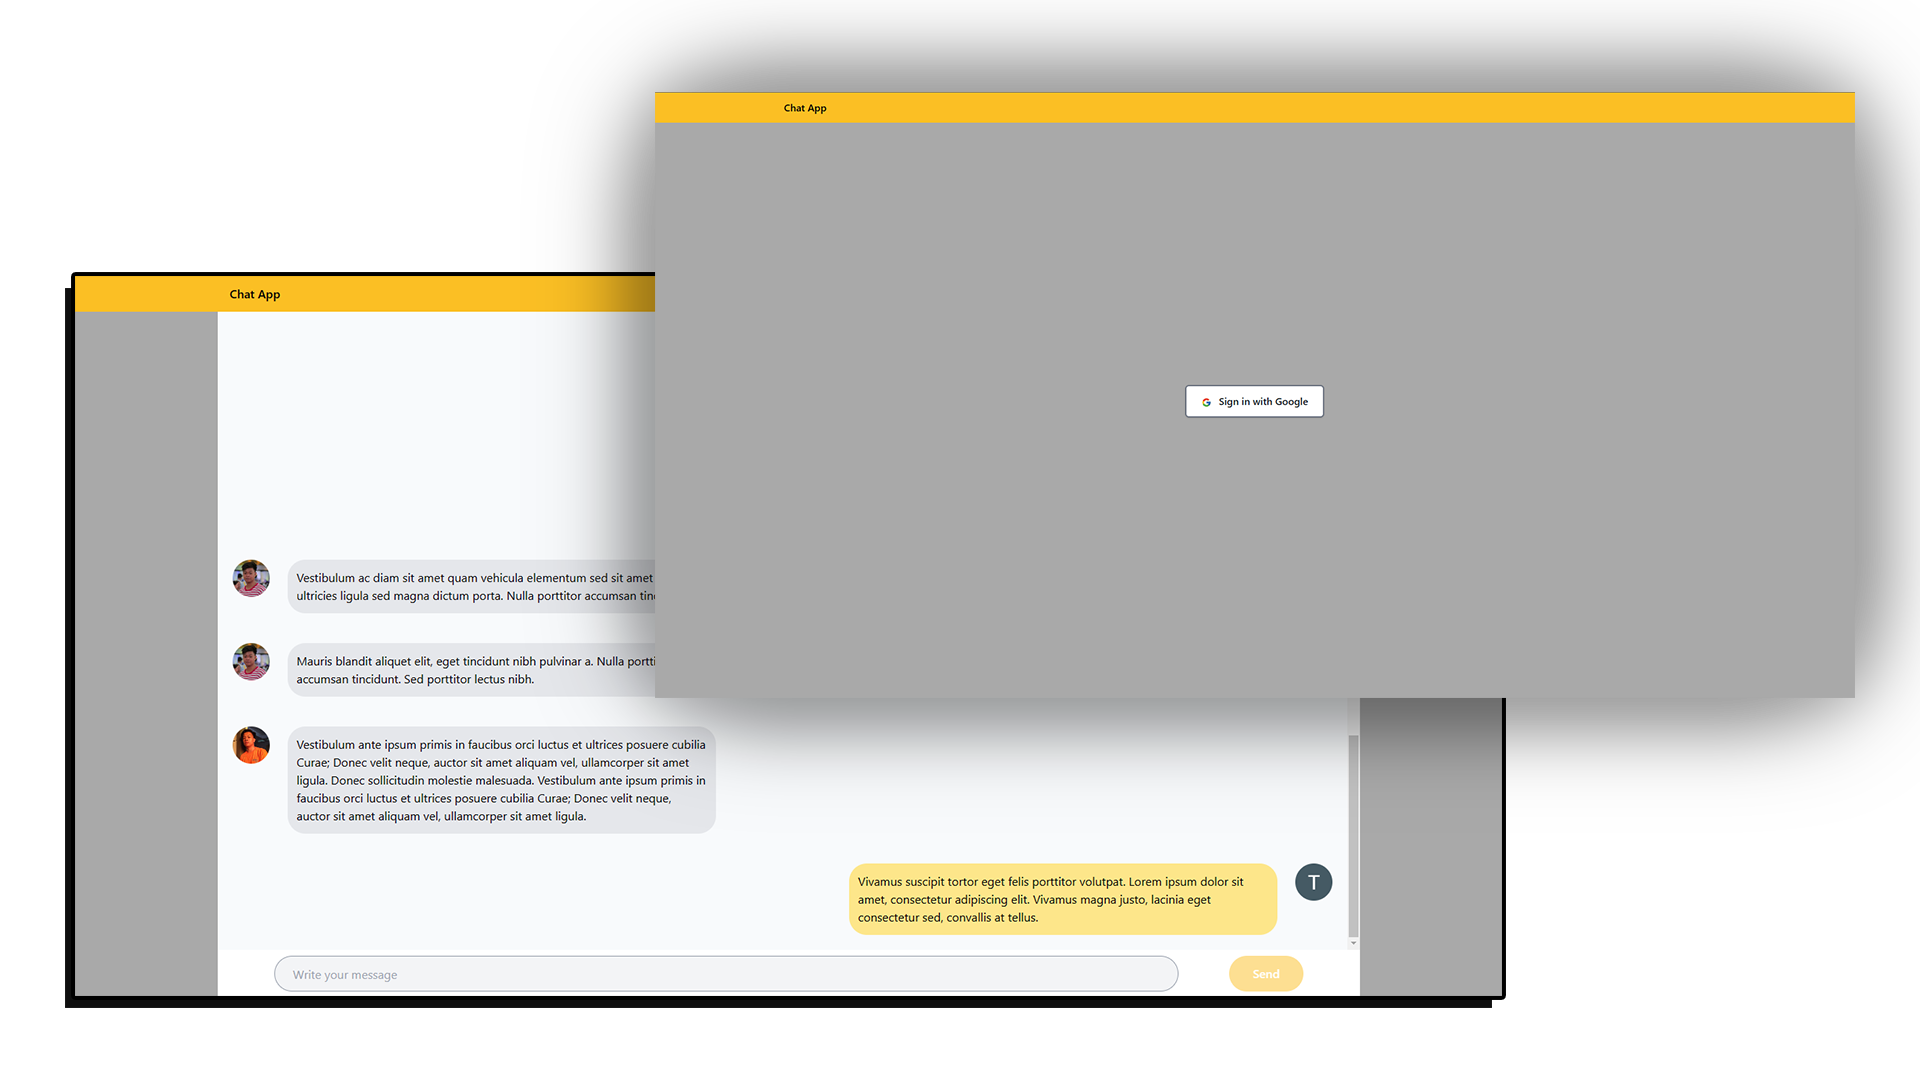 Chat App
Sign in with Google
Chat App
Vestibulum ac diam sit amet quam vehicula elementum sed sit amet
ultricies ligula sed magna dictum porta. Nulla porttitor accumsan
Mauris blandit aliquet elit, eget tincidunt nibh pulvinar a. Nulla
accumsan tincidunt. Sed porttitor lectus nibh.
Vestibulum ante ipsum primis in faucibus orci luctus et ultrices posuere cubilia
Curae; Donec velit neque, auctor sit amet aliquam vel, ullamcorper sit amet
ligula. Donec sollicitudin molestie malesuada. Vestibulum ante ipsum primis in
faucibus orci luctus et ultrices posuere cubilia Curae; Donec velit neque,
auctor sit amet aliquam vel, ullamcorper sit amet ligula.
Vivamus suscipit tortor eget felis porttitor volutpat. Lorem ipsum dolor sit
amet, consectetur adipiscing elit. Vivamus magna justo, lacinia eget
consectetur sed, convallis at tellus.
T
Write your message
Send